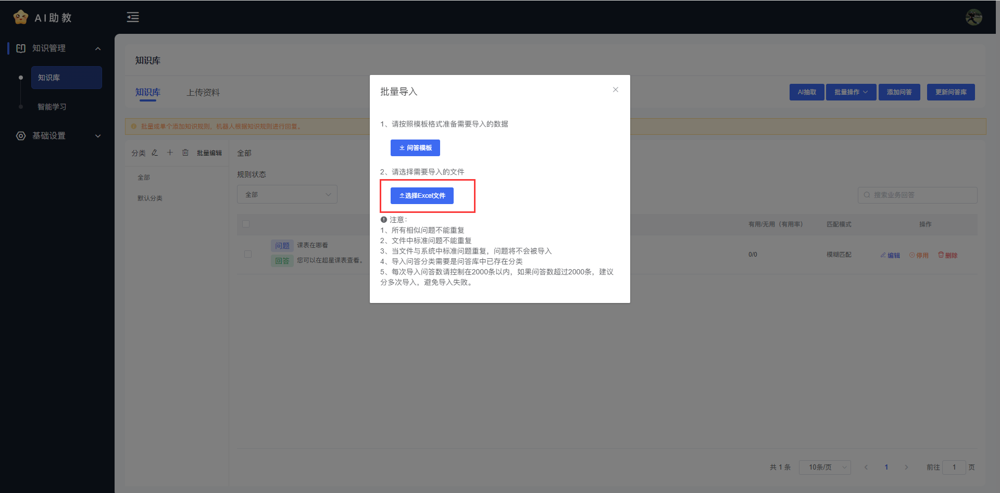 AI助教
知识管理
知识库
智能学习
基础设置
知识库
知识库
上传资料
AI抽取
批量操作
添加问答
更新问答库
批量或单个添加知识规则，机器人根据知识规则进行回复。
分类
批量编辑
全部
默认分类
全部
规则状态
全部
搜索业务回答
有用/无用（有用率）
匹配模式
操作
问题 课表在哪看
回答 您可以在超星课表查看。
0/0
模糊匹配
编辑
停用
删除
共 1 条
10条/页
1
前往 1 页
批量导入
1、请按照模板格式准备需要导入的数据
问答模板
2、请选择需要导入的文件
选择Excel文件
注意：
1、所有相似问题不能重复
2、文件中标准问题不能重复
3、当文件与系统中标准问题重复，问题将不会被导入
4、导入问答分类需要是问答库中已存在分类
5、每次导入问答数请控制在2000条以内，如果问答数超过2000条，建议
分多次导入，避免导入失败。